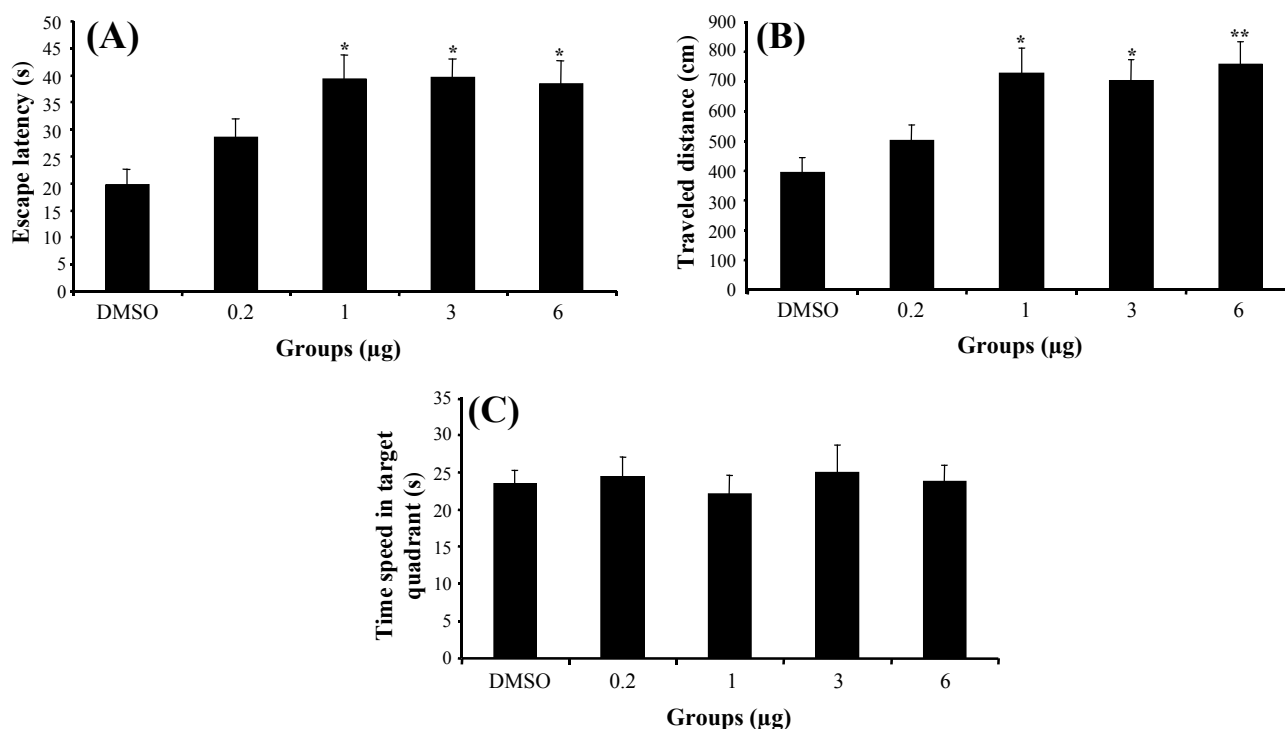 (A)
Escape latency (s)
50
45
40
35
30
25
20
15
10
5
0
* * *
DMSO 0.2 1 3 6
Groups (µg)
(B)
Traveled distance (cm)
900
800
700
600
500
400
300
200
100
0
* * **
DMSO 0.2 1 3 6
Groups (µg)
(C)
Time speed in target
quadrant (s)
35
30
25
20
15
10
5
0
DMSO 0.2 1 3 6
Groups (µg)